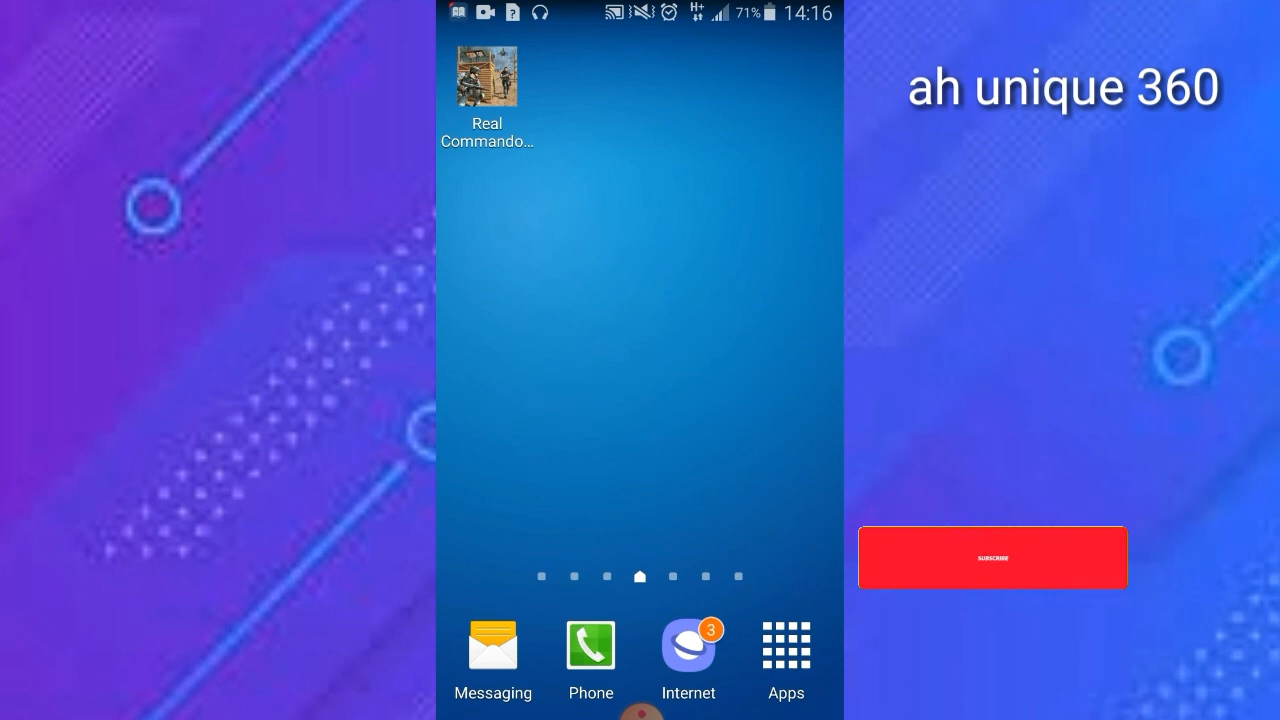 H+
71%
14:16
ah unique 360
Real
Commando...
SUBSCRIBE
3
Messaging
Phone
Internet
Apps